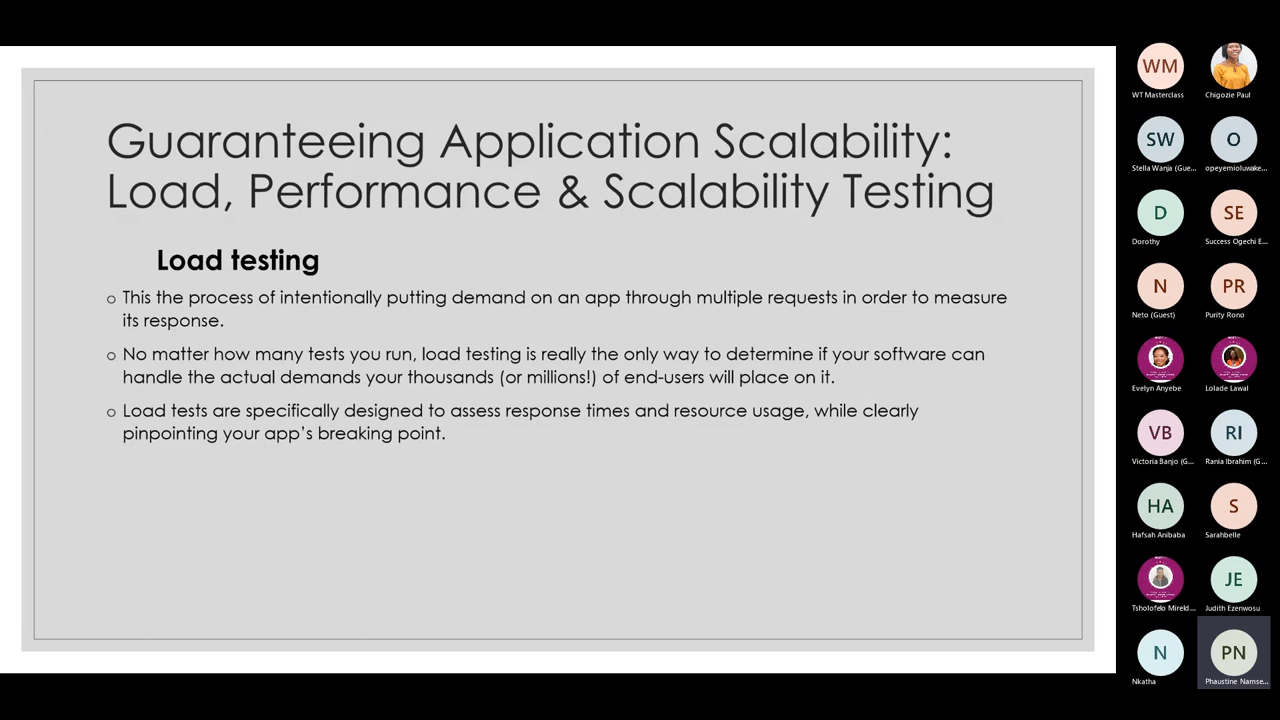 Guaranteeing Application Scalability:
Load, Performance & Scalability Testing
Load testing
o This the process of intentionally putting demand on an app through multiple requests in order to measure
its response.
o No matter how many tests you run, load testing is really the only way to determine if your software can
handle the actual demands your thousands (or millions!) of end-users will place on it.
o Load tests are specifically designed to assess response times and resource usage, while clearly
pinpointing your app's breaking point.
WM
WT Masterclass
Chigozie Paul
SW
Stella Wanja (Gue...
O
opeyemioluwake...
D
Dorothy
SE
Success Ogechi E...
N
Neto (Guest)
PR
Purity Rono
Evelyn Anyebe
Lolade Lawal
VB
Victoria Banjo (G...
RI
Rania Ibrahim (G...
HA
Hafsah Anibaba
S
Sarahbelle
Tsholofelo Mireld...
JE
Judith Ezenwosu
N
Nkatha
PN
Phaustine Namse...